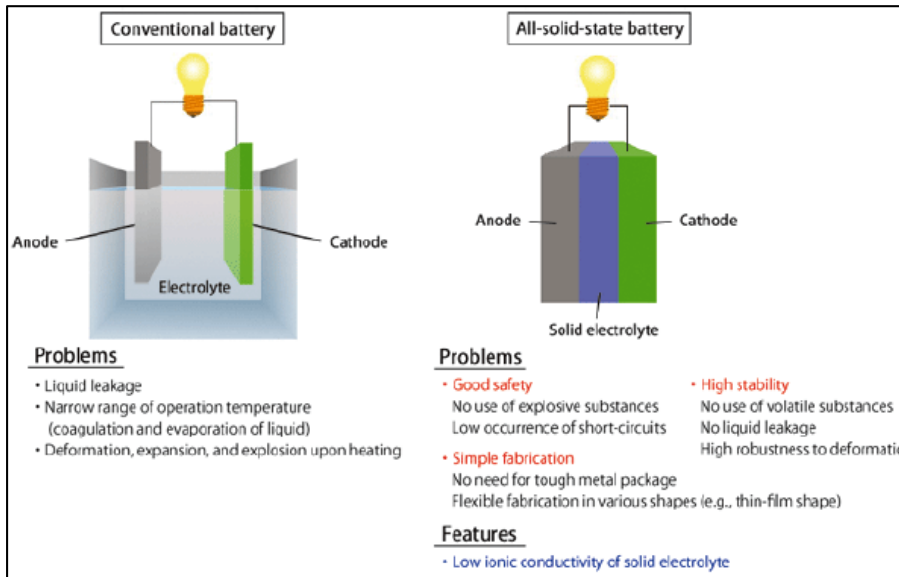 Conventional battery
Anode
Cathode
Electrolyte
Problems
• Liquid leakage
• Narrow range of operation temperature
(coagulation and evaporation of liquid)
• Deformation, expansion, and explosion upon heating
All-solid-state battery
Anode
Cathode
Solid electrolyte
Problems
• Good safety
No use of explosive substances
Low occurrence of short-circuits
• Simple fabrication
No need for tough metal package
Flexible fabrication in various shapes (e.g., thin-film shape)
• High stability
No use of volatile substances
No liquid leakage
High robustness to deformatio
Features
• Low ionic conductivity of solid electrolyte